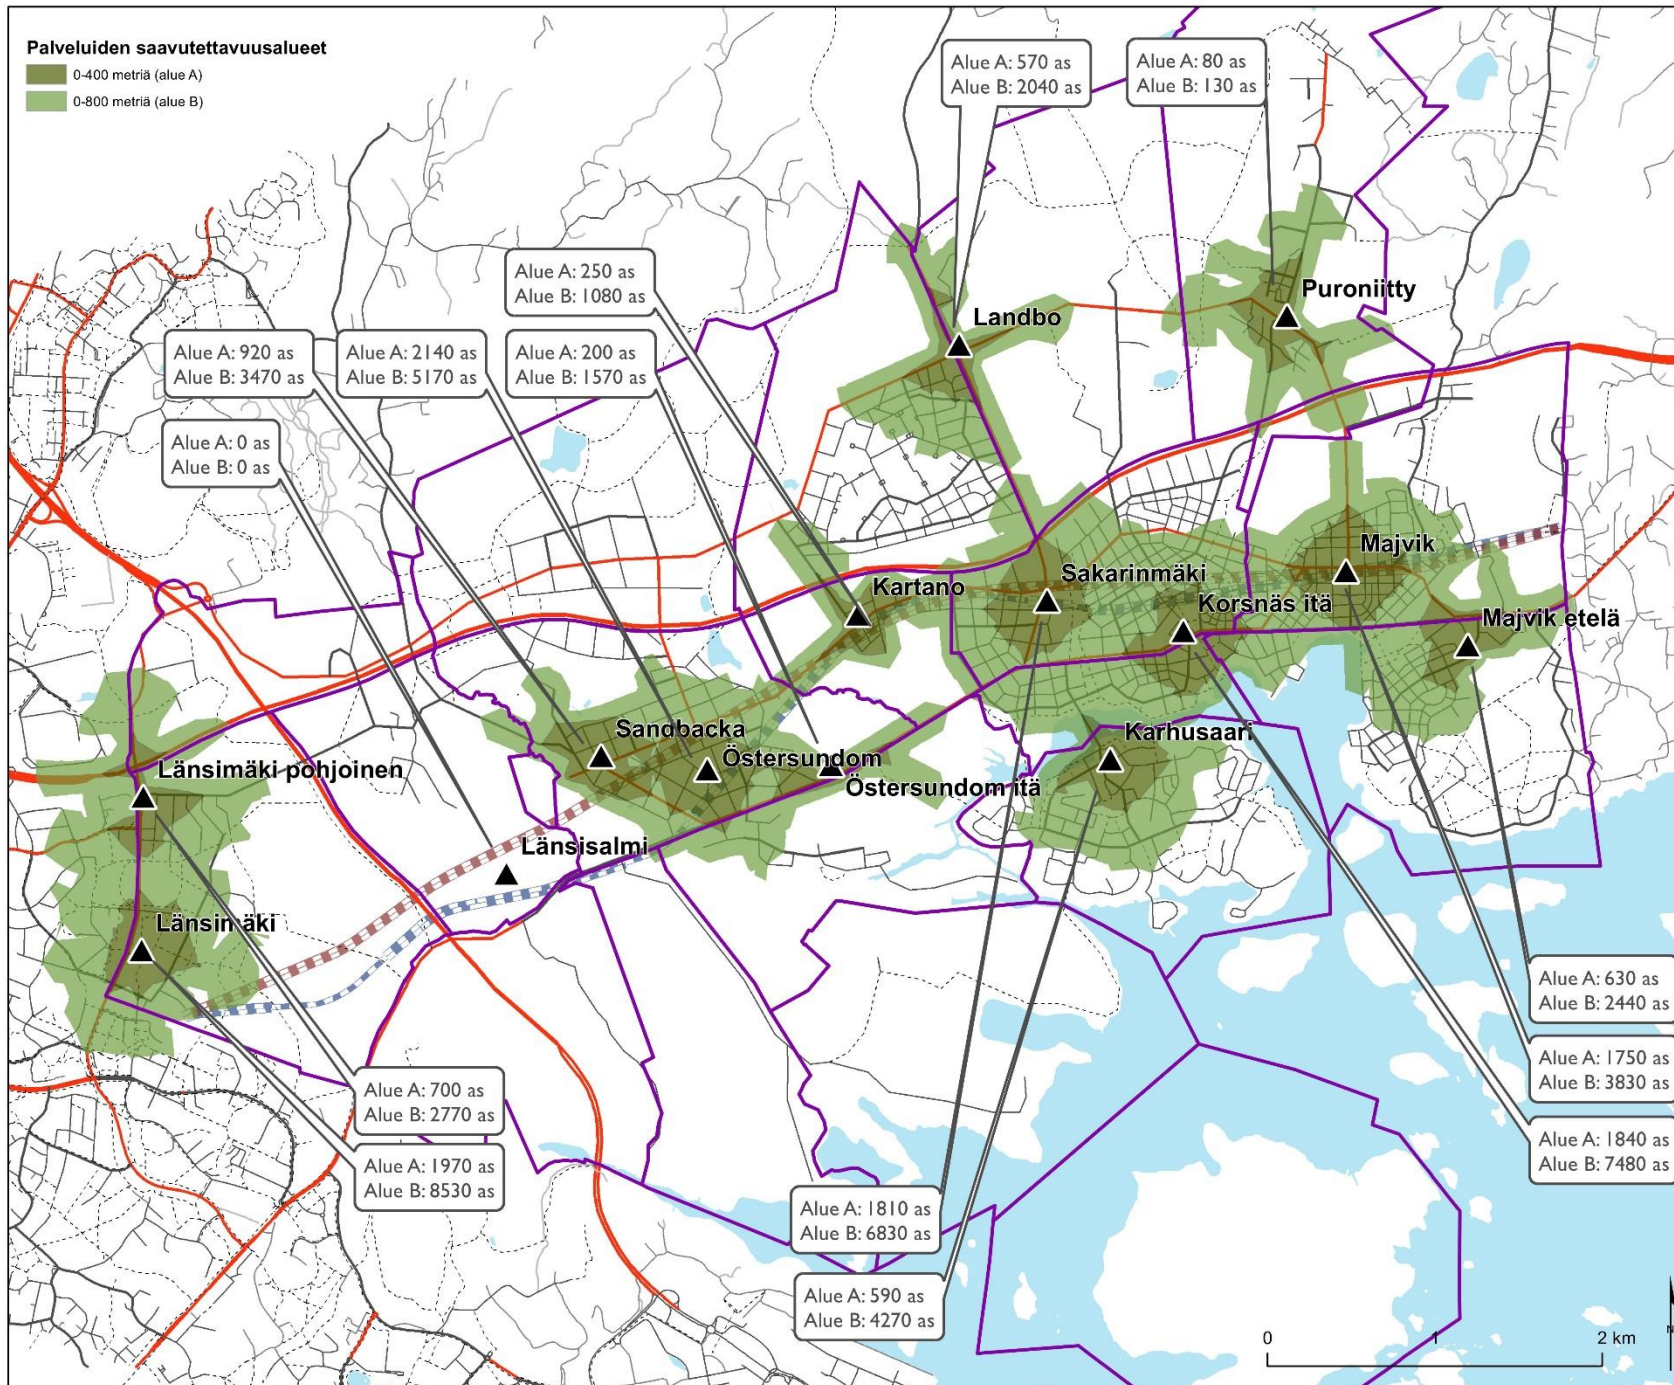 Palveluiden saavutettavuusalueet
0-400 metriä (alue A)
0-800 metriä (alue B)
Alue A: 570 as
Alue B: 2040 as
Alue A: 80 as
Alue B: 130 as
Alue A: 250 as
Alue B: 1080 as
Alue A: 920 as
Alue B: 3470 as
Alue A: 2140 as
Alue B: 5170 as
Alue A: 200 as
Alue B: 1570 as
Alue A: 0 as
Alue B: 0 as
Puroniitty
Landbo
Majvik
Kartano
Sakarinmäki
Korsnäs itä
Majvik etelä
Sandbacka
Karhusaari
Östersundom
Länsimäki pohjoinen
Östersundom itä
Länsisalmi
Länsimäki
Alue A: 630 as
Alue B: 2440 as
Alue A: 1750 as
Alue B: 3830 as
Alue A: 700 as
Alue B: 2770 as
Alue A: 1840 as
Alue B: 7480 as
Alue A: 1970 as
Alue B: 8530 as
Alue A: 1810 as
Alue B: 6830 as
Alue A: 590 as
Alue B: 4270 as
0 1 2 km
N